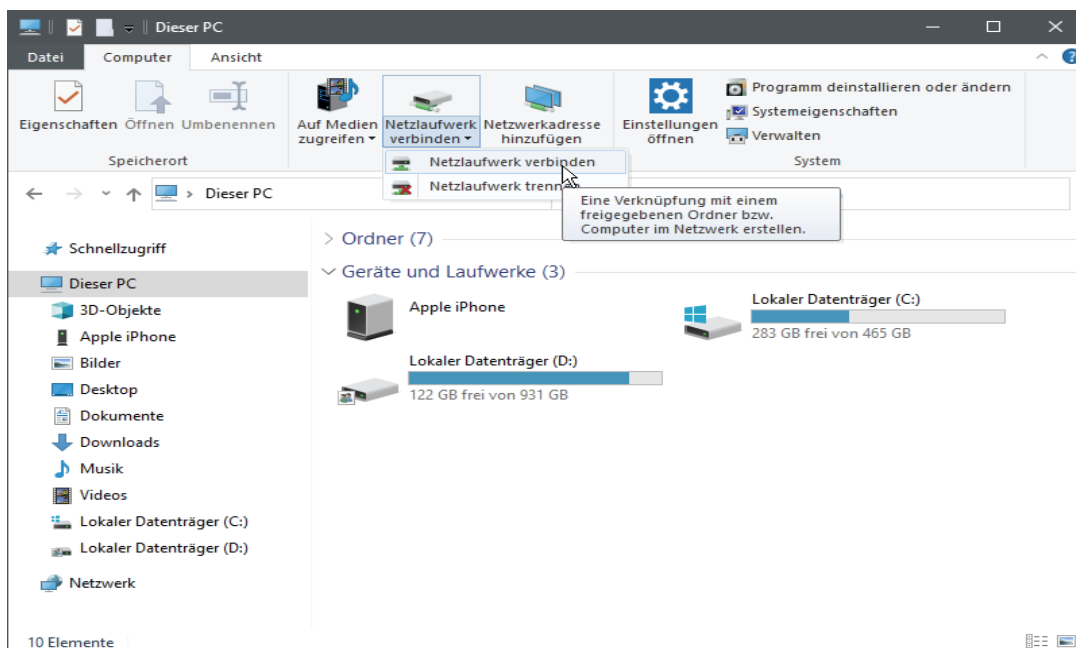 Dieser PC
Datei Computer Ansicht
Eigenschaften Öffnen Umbenennen
Speicherort
Auf Medien
zugreifen
Netzlaufwerk
verbinden
Netzwerkadresse
hinzufügen
Einstellungen
öffnen
Programm deinstallieren oder ändern
Systemeigenschaften
Verwalten
System
Netzlaufwerk verbinden
Netzlaufwerk
Eine Verknüpfung mit einem
freigegebenen Ordner bzw.
Computer im Netzwerk erstellen.
Dieser PC
Schnellzugriff
Dieser PC
3D-Objekte
Apple iPhone
Bilder
Desktop
Dokumente
Downloads
Musik
Videos
Lokaler Datenträger (C:)
Lokaler Datenträger (D:)
Netzwerk
Ordner (7)
Geräte und Laufwerke (3)
Apple iPhone
Lokaler Datenträger (C:)
283 GB frei von 465 GB
Lokaler Datenträger (D:)
122 GB frei von 931 GB
10 Elemente